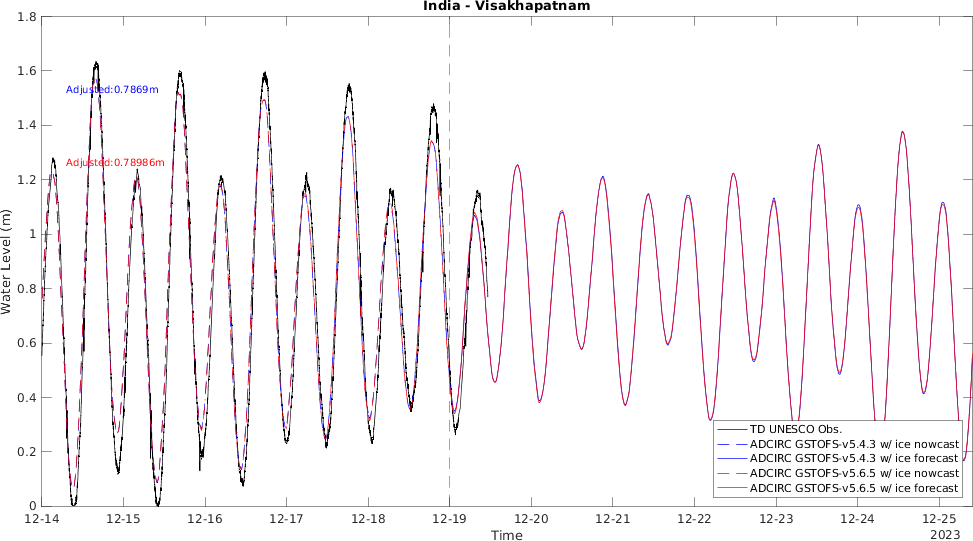 India - Visakhapatnam
1.8
1.6
1.4
1.2
1
0.8
0.6
0.4
0.2
0
Water Level (m)
Adjusted:0.7869m
Adjusted:0.78986m
TD UNESCO Obs.
ADCIRC GSTOFS-v5.4.3 w/ ice nowcast
ADCIRC GSTOFS-v5.4.3 w/ ice forecast
ADCIRC GSTOFS-v5.6.5 w/ ice nowcast
ADCIRC GSTOFS-v5.6.5 w/ ice forecast
12-14 12-15 12-16 12-17 12-18 12-19 12-20 12-21 12-22 12-23 12-24 12-25
Time
2023